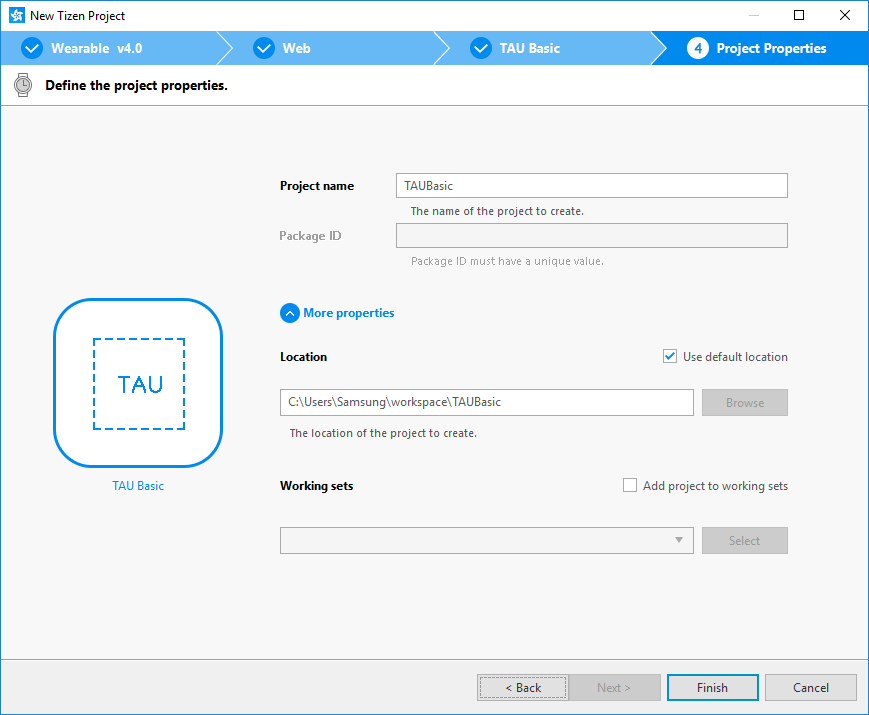 New Tizen Project
Wearable v4.0
Web
TAU Basic
4 Project Properties
Define the project properties.
Project name
TAUBasic
The name of the project to create.
Package ID
Package ID must have a unique value.
More properties
Location
Use default location
C:\Users\Samsung\workspace\TAUBasic
Browse
The location of the project to create.
TAU
TAU Basic
Working sets
Add project to working sets
Select
< Back
Next >
Finish
Cancel